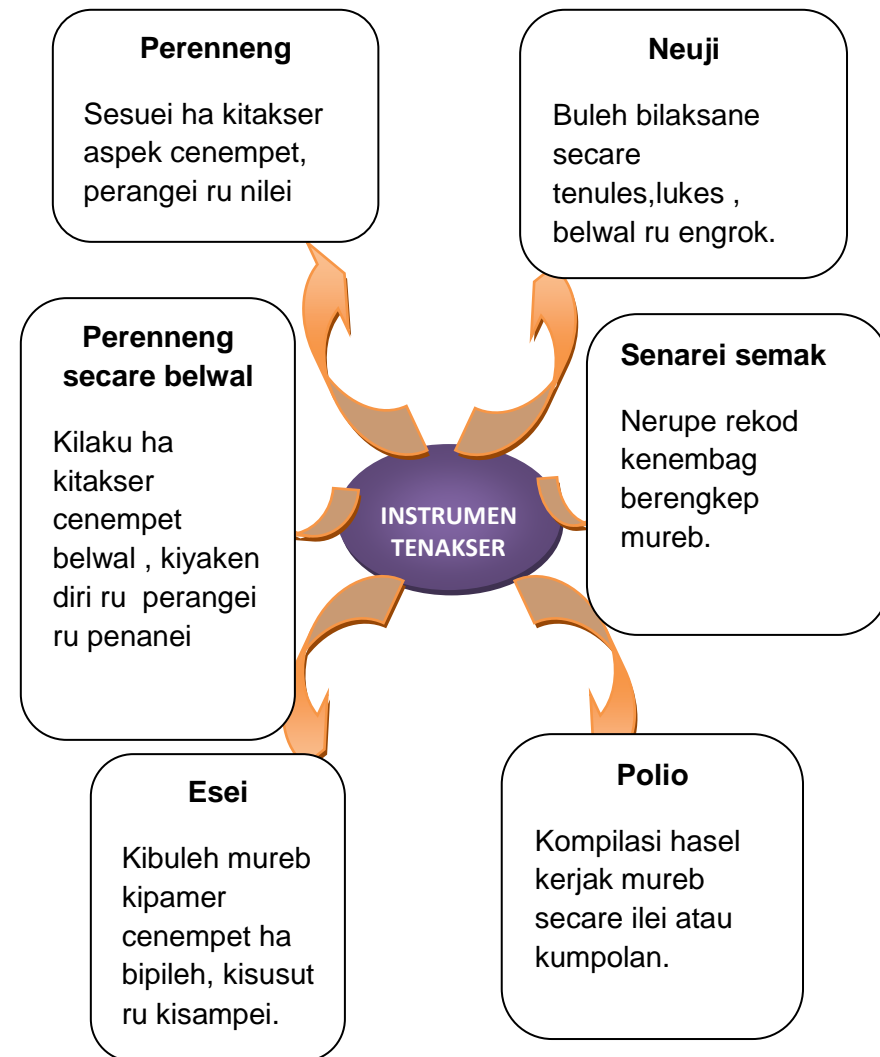 Perenneng
Sesuei ha kitakser
aspek cenempet,
perangei ru nilei
Neuji
Buleh bilaksane
secare
tenules,lukes ,
belwal ru engrok.
Perenneng
secare belwal
Kilaku ha
kitakser
cenempet
belwal , kiyaken
diri ru perangei
ru penanei
INSTRUMEN
TENAKSER
Senarei semak
Nerupe rekod
kenembag
berengkep
mureb.
Esei
Kibuleh mureb
kipamer
cenempet ha
bipileh, kisusut
ru kisampei.
Polio
Kompilasi hasel
kerjak mureb
secare ilei atau
kumpolan.